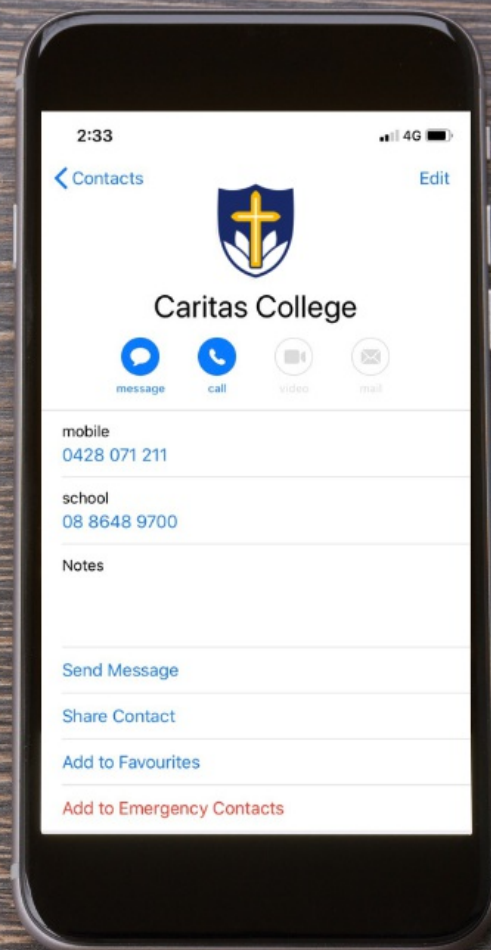 2:33
4G
Contacts
Edit
Caritas College
message
call
video
mail
mobile
0428 071 211
school
08 8648 9700
Notes
Send Message
Share Contact
Add to Favourites
Add to Emergency Contacts